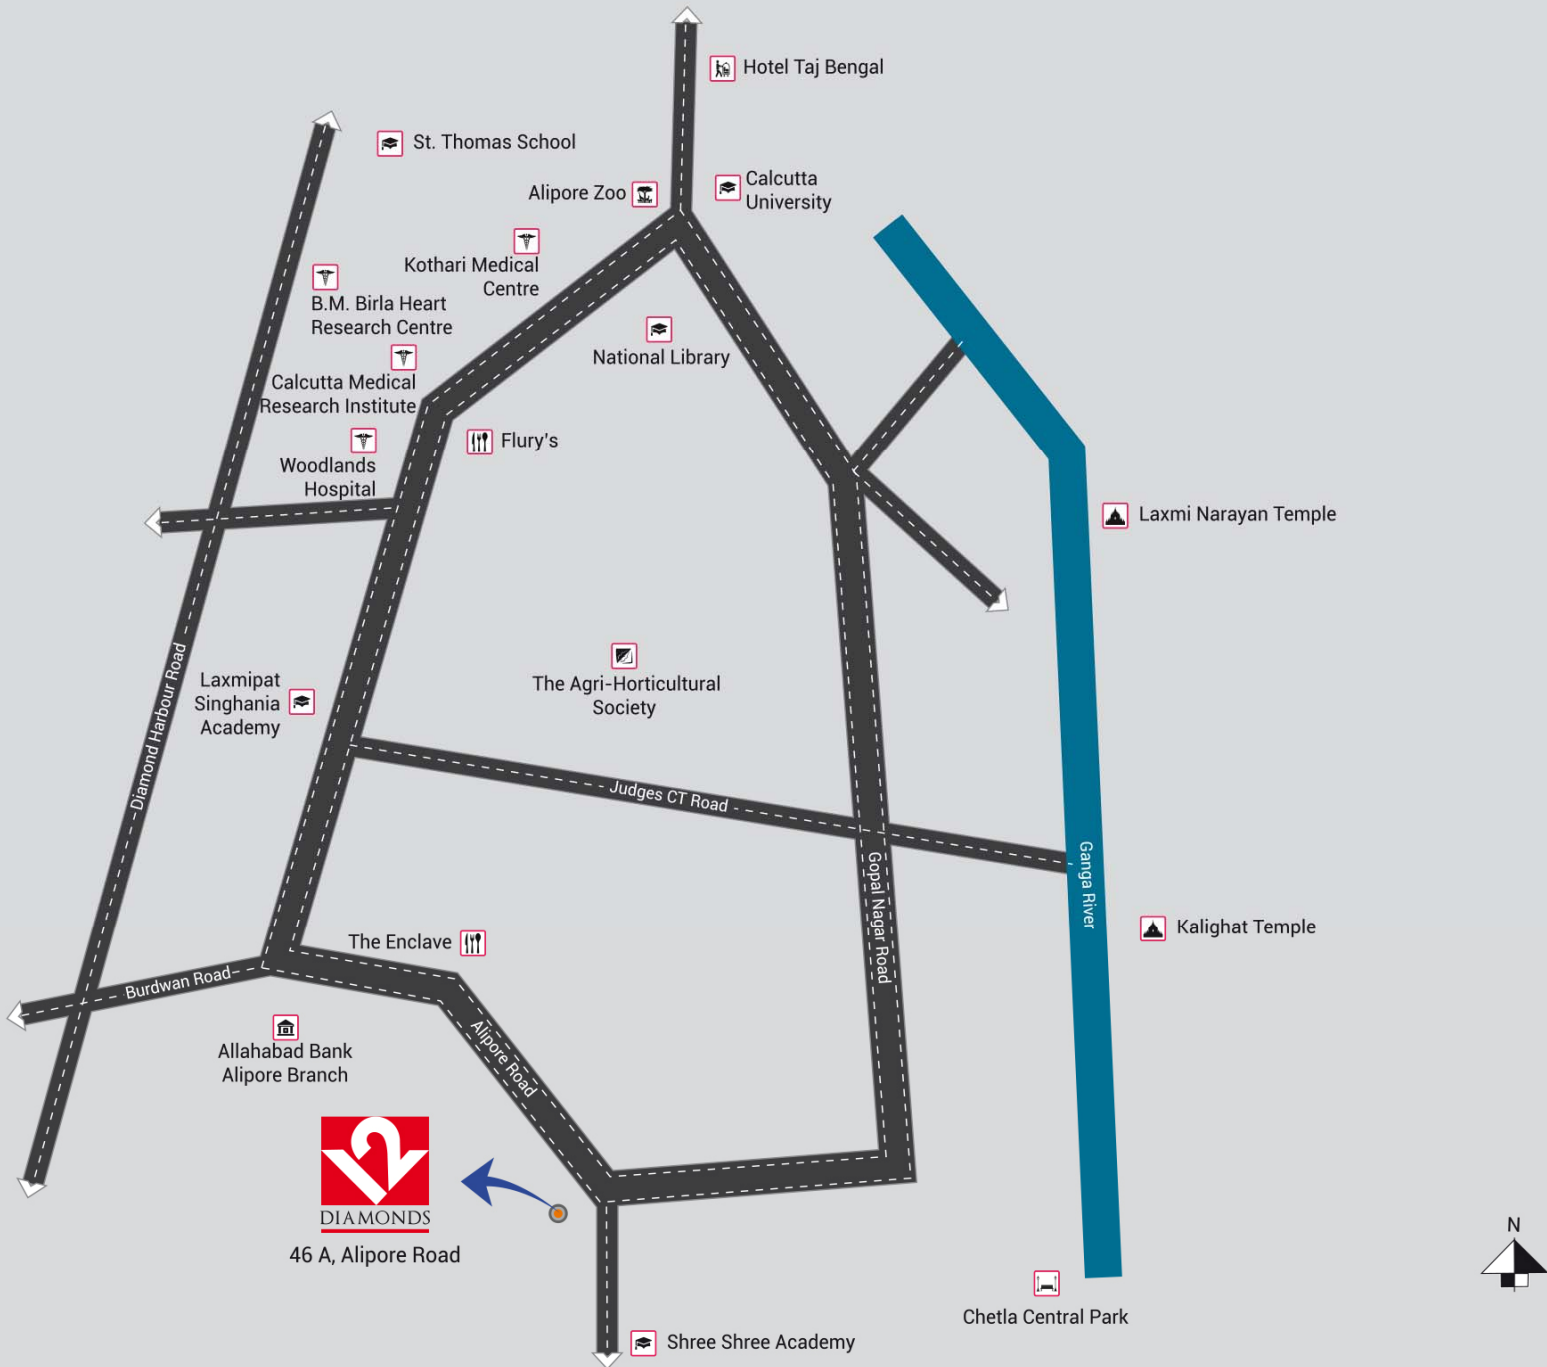 Hotel Taj Bengal
St. Thomas School
Alipore Zoo
Calcutta
University
Kothari Medical
Centre
B.M. Birla Heart
Research Centre
National Library
Calcutta Medical
Research Institute
Flury's
Woodlands
Hospital
Laxmi Narayan Temple
Diamond Harbour Road
Laxmipat
Singhania
Academy
The Agri-Horticultural
Society
Judges CT Road
Gopal Nagar Road
Ganga River
Kalighat Temple
The Enclave
Burdwan Road
Allahabad Bank
Alipore Branch
Alipore Road
12
DIAMONDS
46 A, Alipore Road
N
Chetla Central Park
Shree Shree Academy